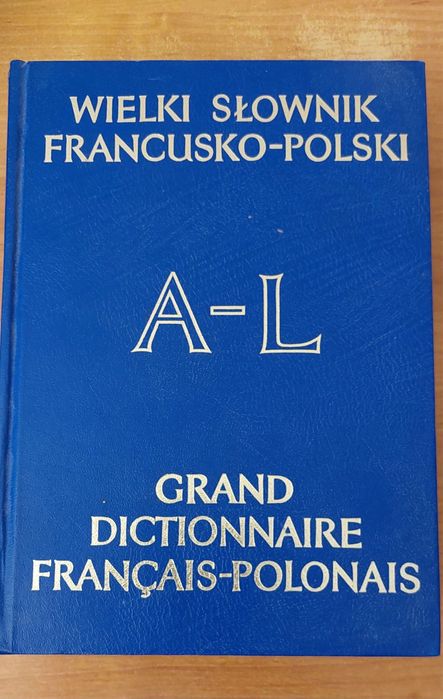 WIELKI SŁOWNIK
FRANCUSKO-POLSKI
A-L
GRAND
DICTIONNAIRE
FRANÇAIS-POLONAIS